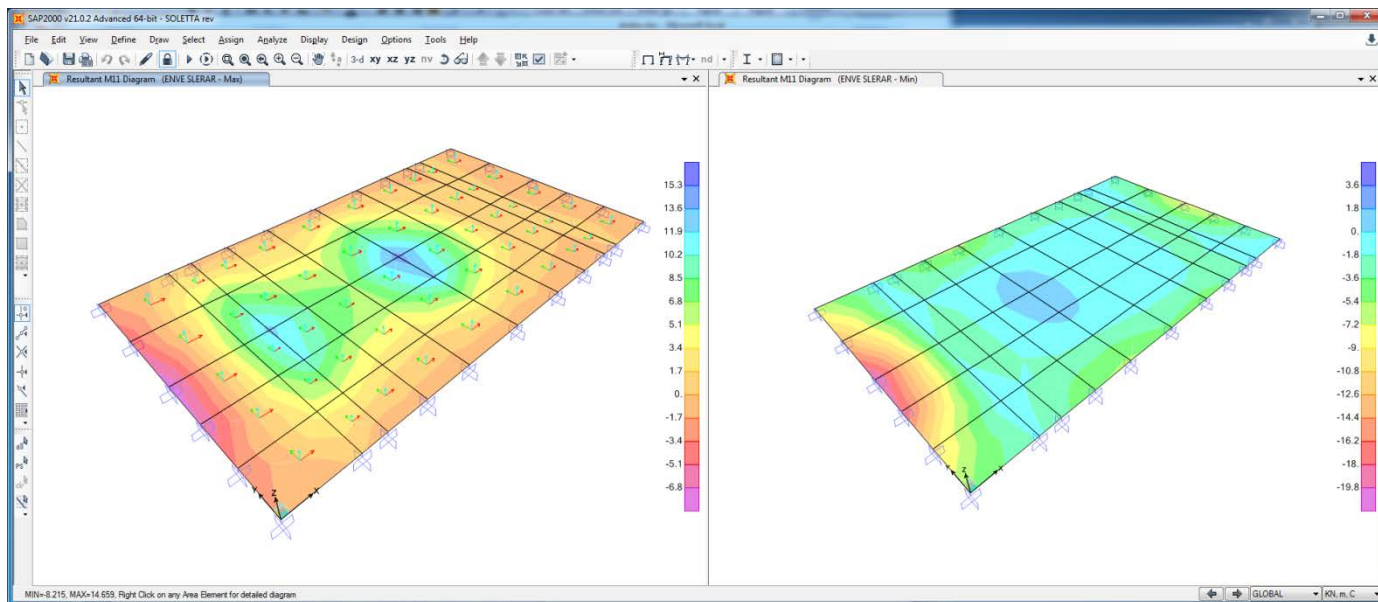 SAP2000 v21.0.2 Advanced 64-bit - SOLETTA rev
File Edit View Define Draw Select Assign Analyze Display Design Options Tools Help
3-d xy xz yz nv nd
Resultant M11 Diagram (ENVE SLERAR - Max)
Resultant M11 Diagram (ENVE SLERAR - Min)
15.3
13.6
11.9
10.2
8.5
6.8
5.1
3.4
1.7
0.
-1.7
-3.4
-5.1
-6.8
Y Z X
3.6
1.8
0.
-1.8
-3.6
-5.4
-7.2
-9.
-10.8
-12.6
-14.4
-16.2
-18.
-19.8
Y Z X
MIN=-8.215, MAX=14.659, Right Click on any Area Element for detailed diagram
GLOBAL
KN, m, C